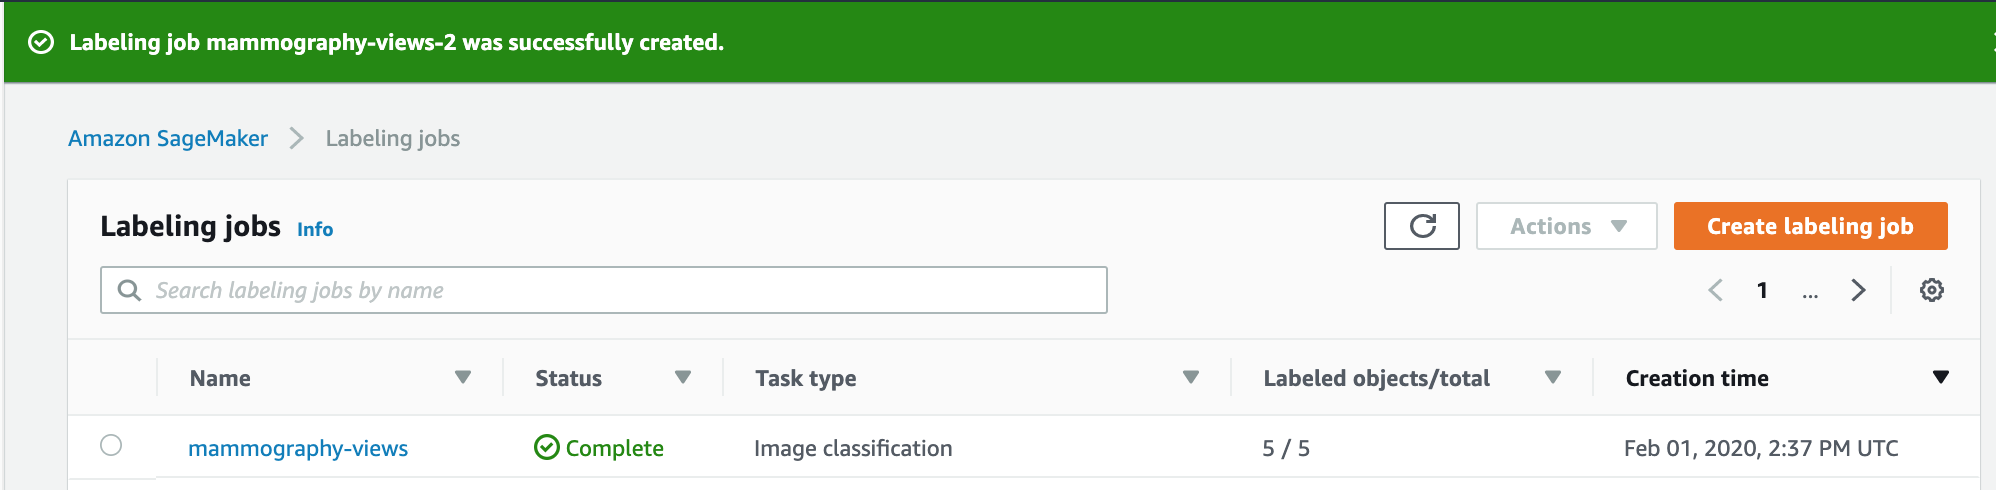 Labeling job mammography-views-2 was successfully created.
Amazon SageMaker > Labeling jobs
Labeling jobs Info
Actions
Create labeling job
Search labeling jobs by name
1 ...
Name Status Task type Labeled objects/total Creation time
mammography-views Complete Image classification 5 / 5 Feb 01, 2020, 2:37 PM UTC